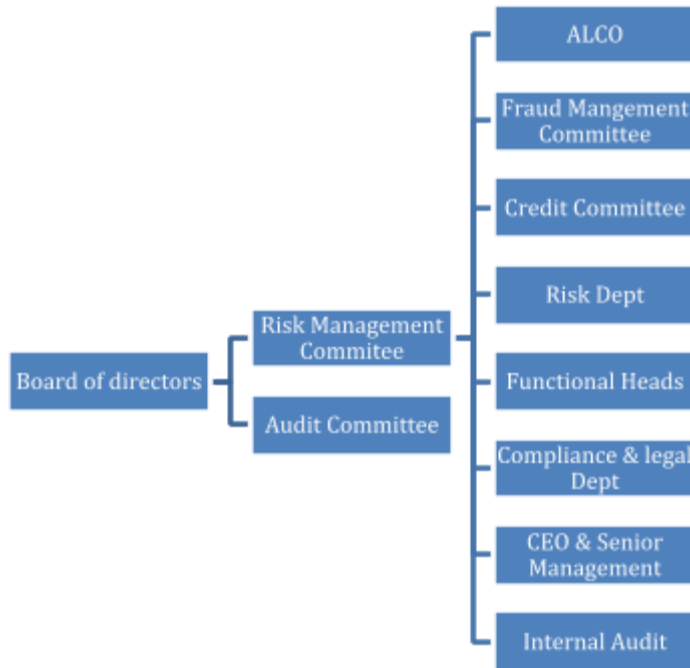 Board of directors
Risk Management
Commitee
Audit Committee
ALCO
Fraud Mangement
Committee
Credit Committee
Risk Dept
Functional Heads
Compliance & legal
Dept
CEO & Senior
Management
Internal Audit